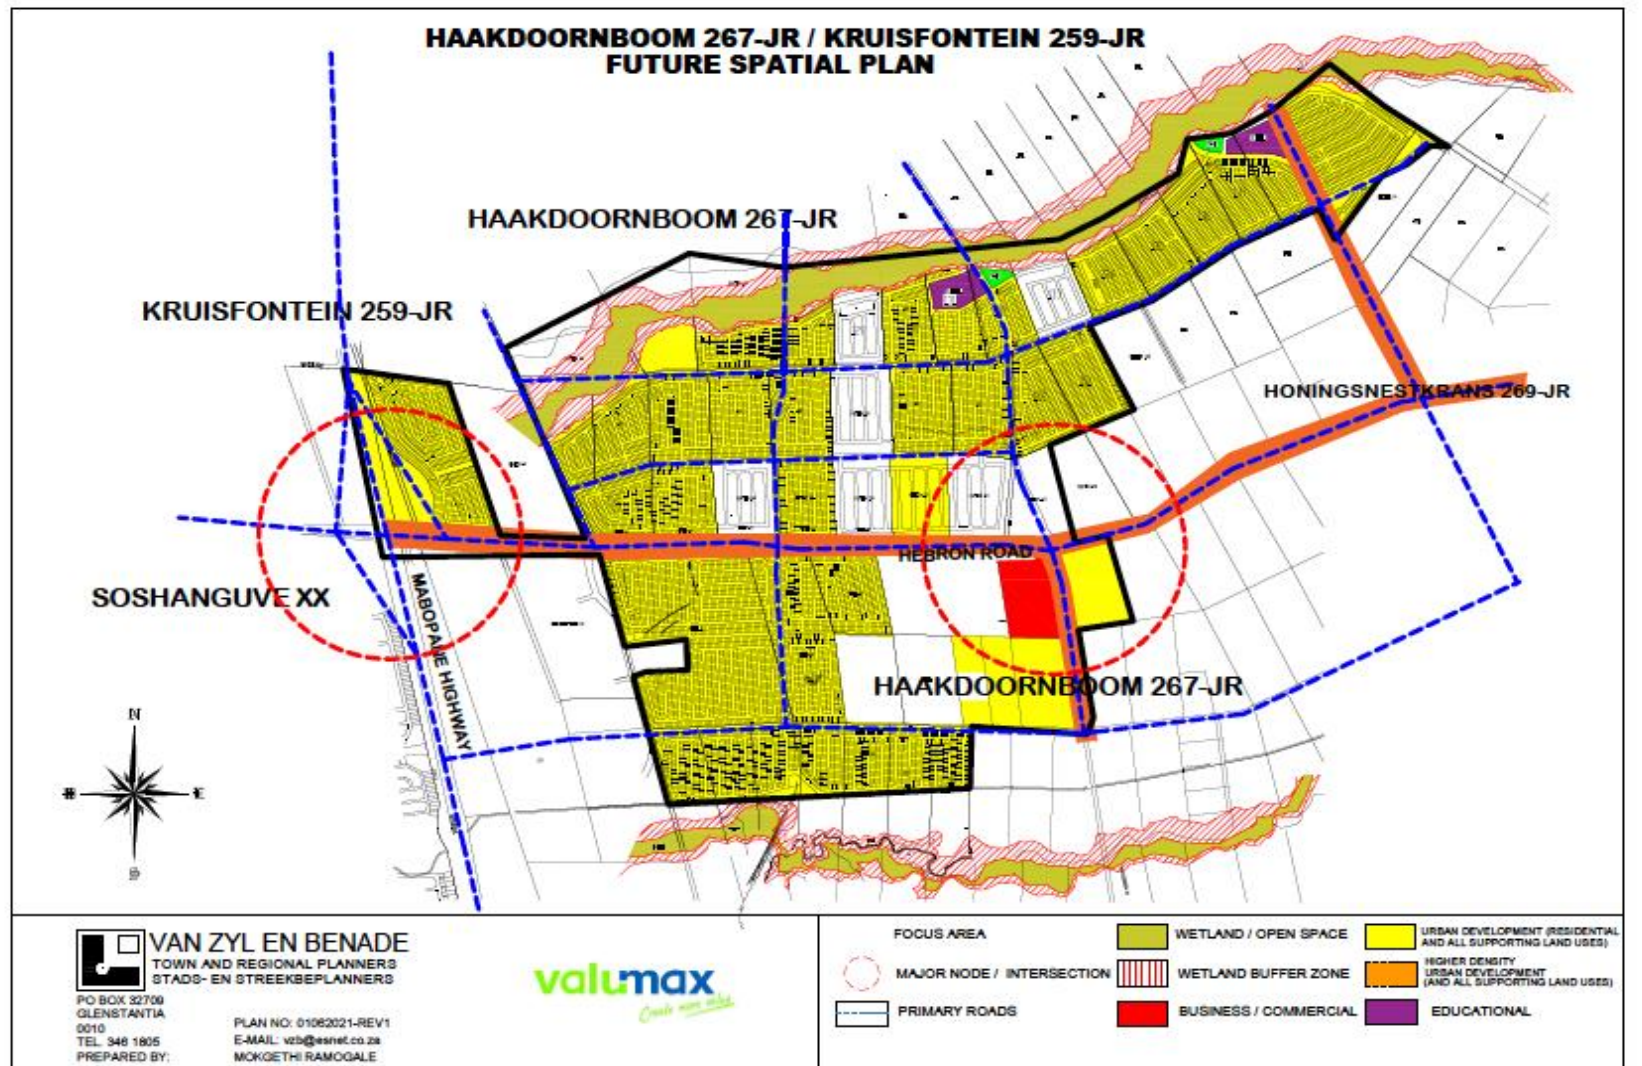 HAAKDOORNBOOM 267-JR / KRUISFONTEIN 259-JR
FUTURE SPATIAL PLAN
HAAKDOORNBOOM 267-JR
KRUISFONTEIN 259-JR
HONINGSNESTKRANS 269-JR
HEBRON ROAD
SOSHANGUVE XX
MABOPANE HIGHWAY
HAAKDOORNBOOM 267-JR
N
E
VAN ZYL EN BENADE
TOWN AND REGIONAL PLANNERS
STADS- EN STREEKBEPLANNERS
PO BOX 32709
GLENSTANTIA
0010
TEL. 346 1805
PREPARED BY:
PLAN NO: 01062021-REV1
E-MAIL: vzb@esnet.co.za
MOKGETHI RAMOGALE
valumax
Create more value
FOCUS AREA
MAJOR NODE / INTERSECTION
PRIMARY ROADS
WETLAND / OPEN SPACE
WETLAND BUFFER ZONE
BUSINESS / COMMERCIAL
URBAN DEVELOPMENT (RESIDENTIAL
AND ALL SUPPORTING LAND USES)
HIGHER DENSITY
URBAN DEVELOPMENT
(AND ALL SUPPORTING LAND USES)
EDUCATIONAL